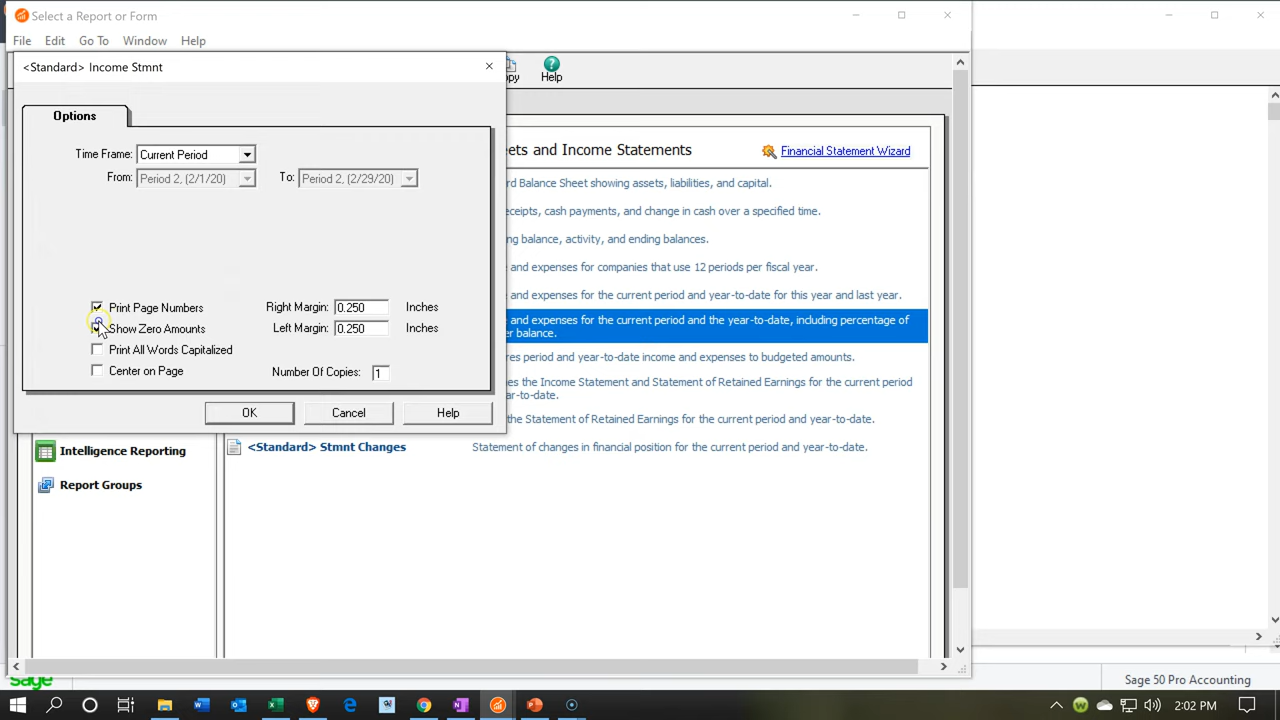 Select a Report or Form
File Edit Go To Window Help
<Standard> Income Stmnt
Help
Options
Time Frame: Current Period
From: Period 2, (2/1/20) To: Period 2, (2/29/20)
Print Page Numbers Right Margin: 0.250 Inches
Show Zero Amounts Left Margin: 0.250 Inches
Print All Words Capitalized
Center on Page Number Of Copies: 1
OK Cancel Help
ets and Income Statements Financial Statement Wizard
rd Balance Sheet showing assets, liabilities, and capital.
eceipts, cash payments, and change in cash over a specified time.
ng balance, activity, and ending balances.
e and expenses for companies that use 12 periods per fiscal year.
e and expenses for the current period and year-to-date for this year and last year.
e and expenses for the current period and the year-to-date, including percentage of
er balance.
res period and year-to-date income and expenses to budgeted amounts.
es the Income Statement and Statement of Retained Earnings for the current period
ar-to-date.
the Statement of Retained Earnings for the current period and year-to-date.
<Standard> Stmnt Changes Statement of changes in financial position for the current period and year-to-date.
Intelligence Reporting
Report Groups
sage
Sage 50 Pro Accounting
2:02 PM